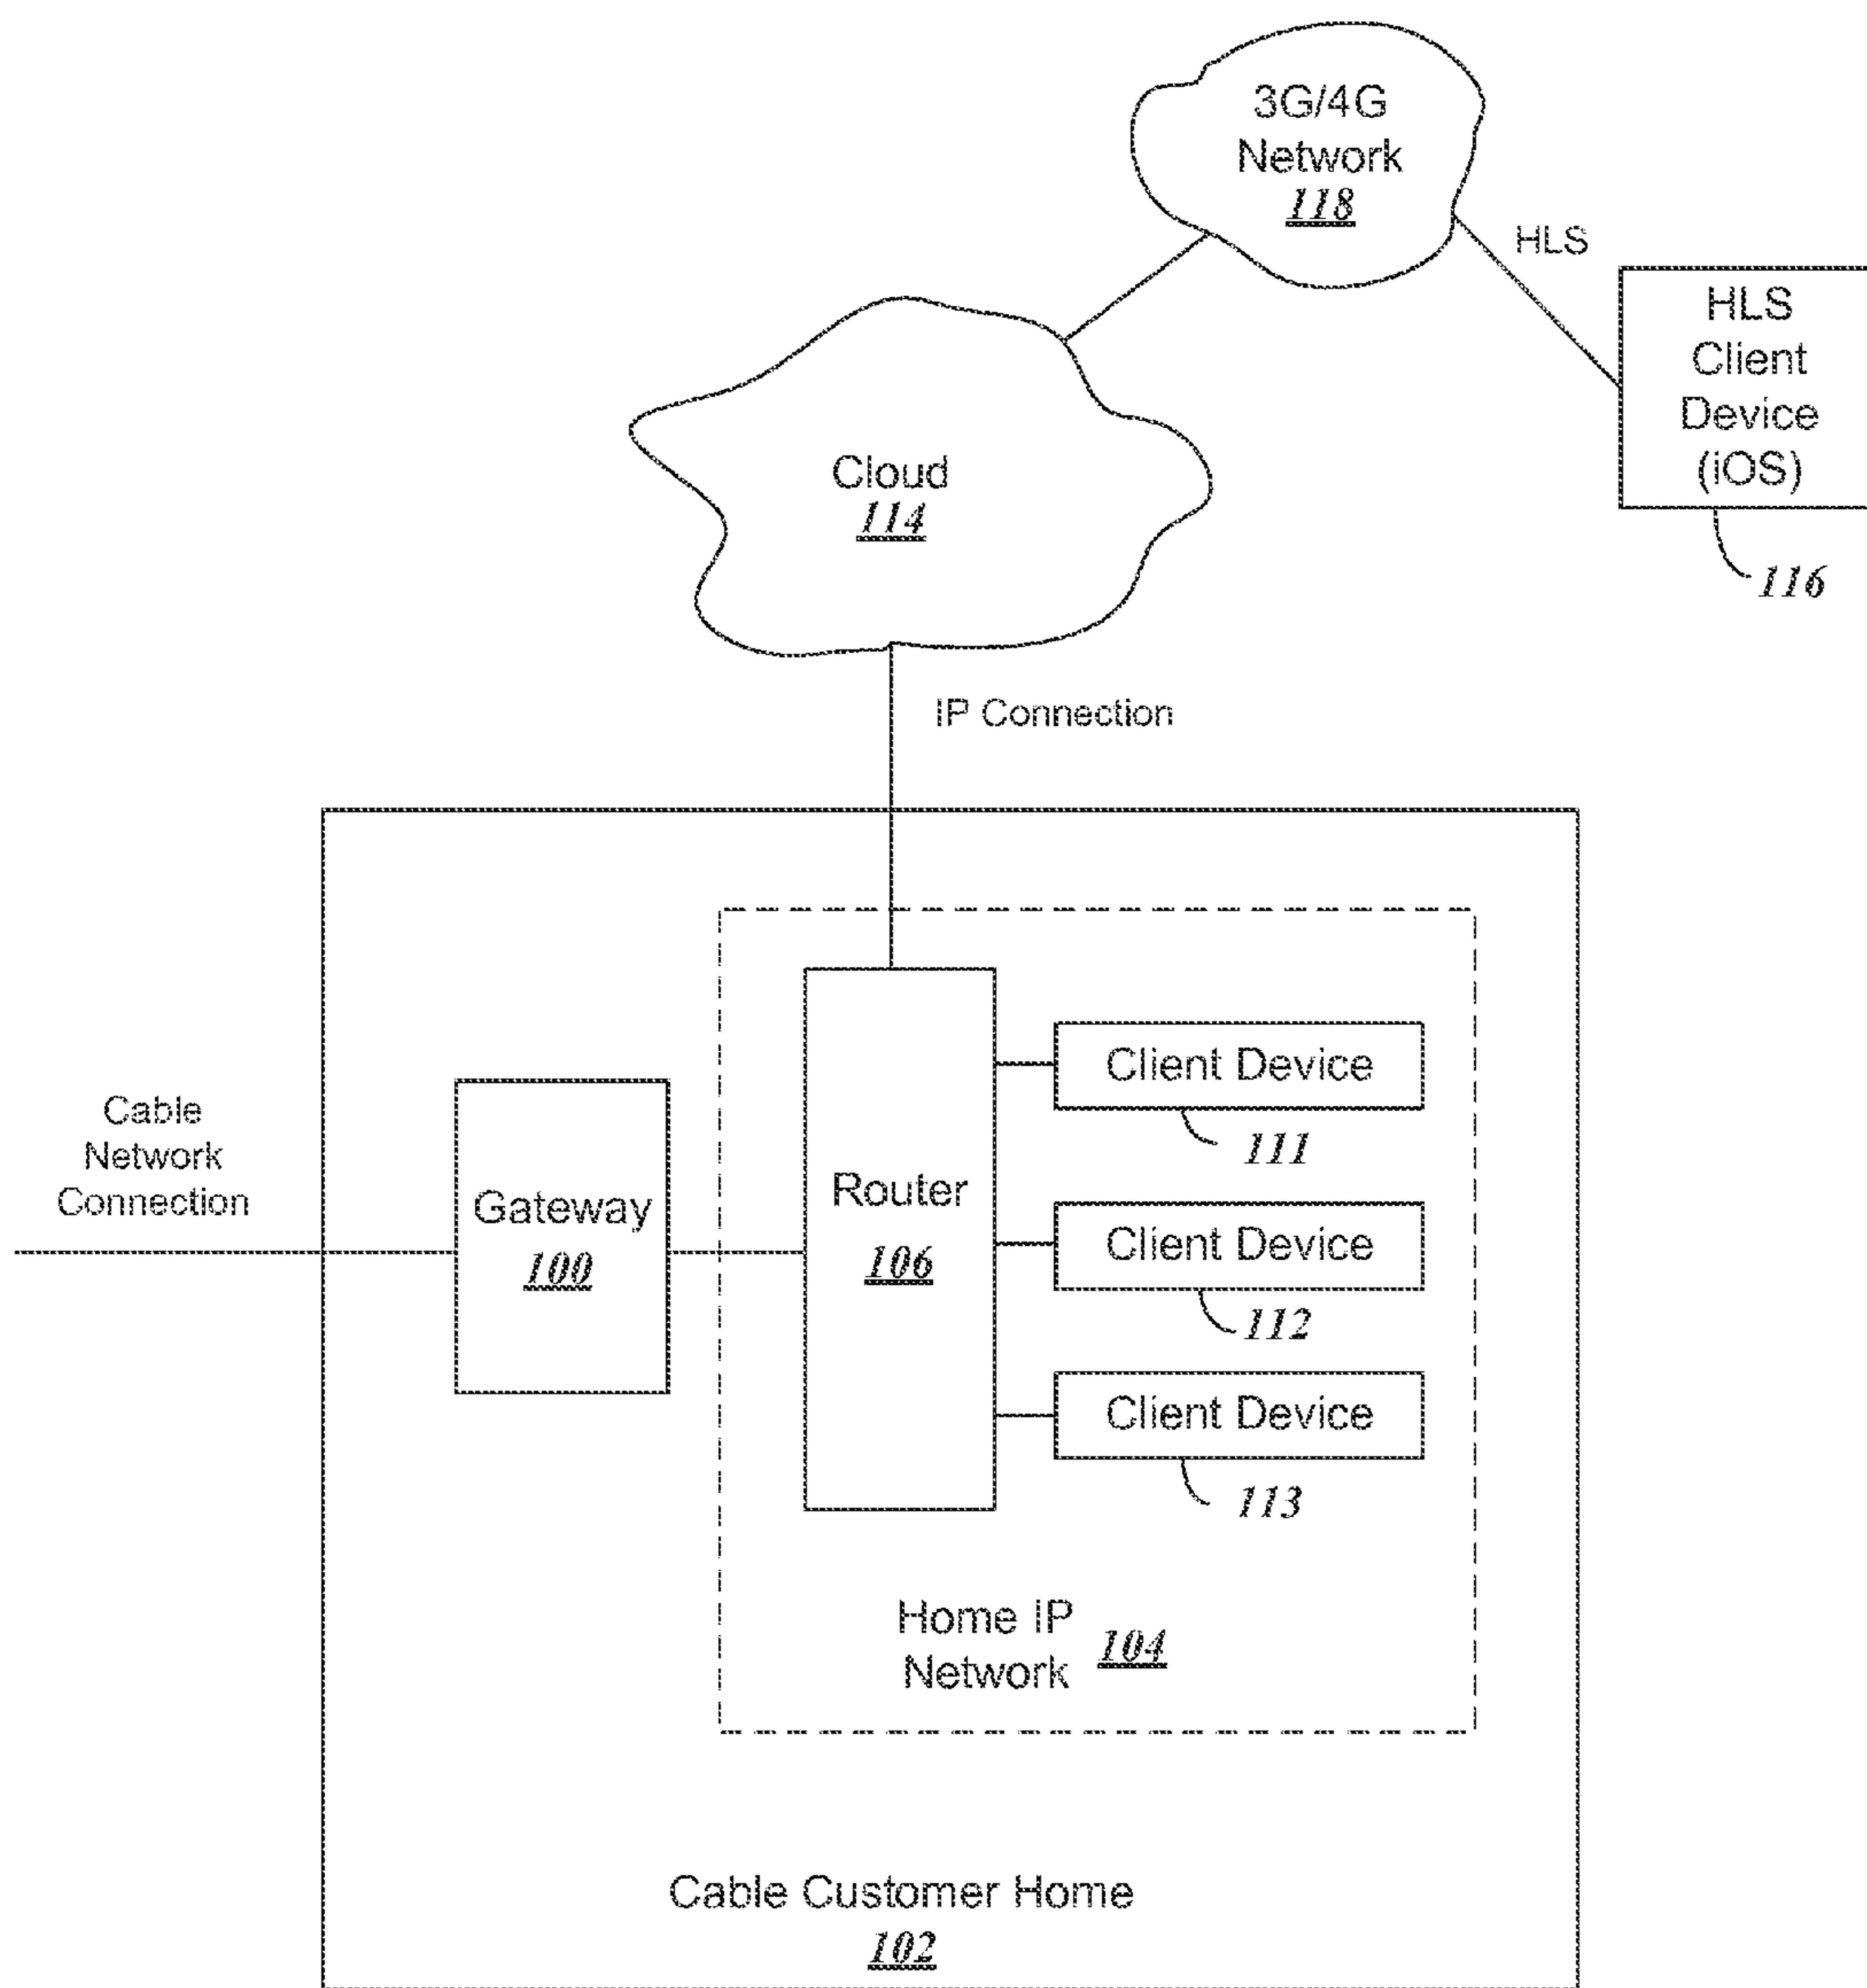 3G/4G
Network
118
HLS
HLS
Client
Device
(iOS)
116
Cloud
114
IP Connection
Cable
Network
Connection
Gateway
100
Router
106
Client Device
111
Client Device
112
Client Device
113
Home IP
Network
104
Cable Customer Home
102